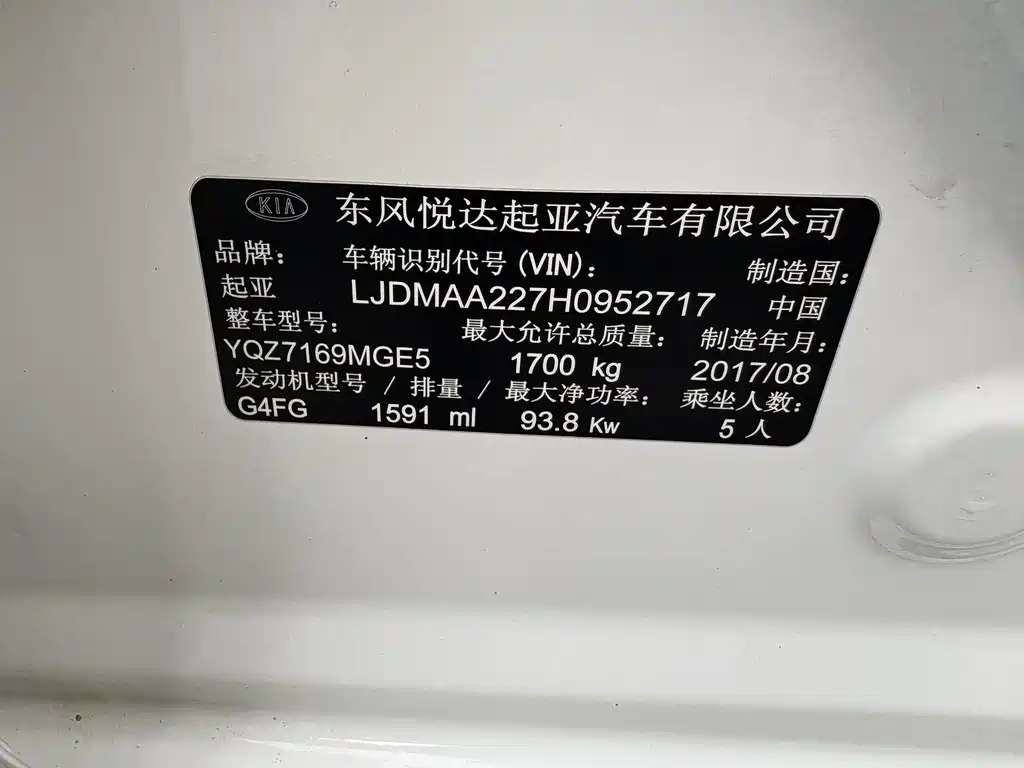 KIA 东风悦达起亚汽车有限公司
品牌： 车辆识别代号 (VIN)： 制造国：
起亚 LJDMAA227H0952717 中国
整车型号： 最大允许总质量： 制造年月：
YQZ7169MGE5 1700 kg 2017/08
发动机型号 / 排量 / 最大净功率： 乘坐人数：
G4FG 1591 ml 93.8 Kw 5 人